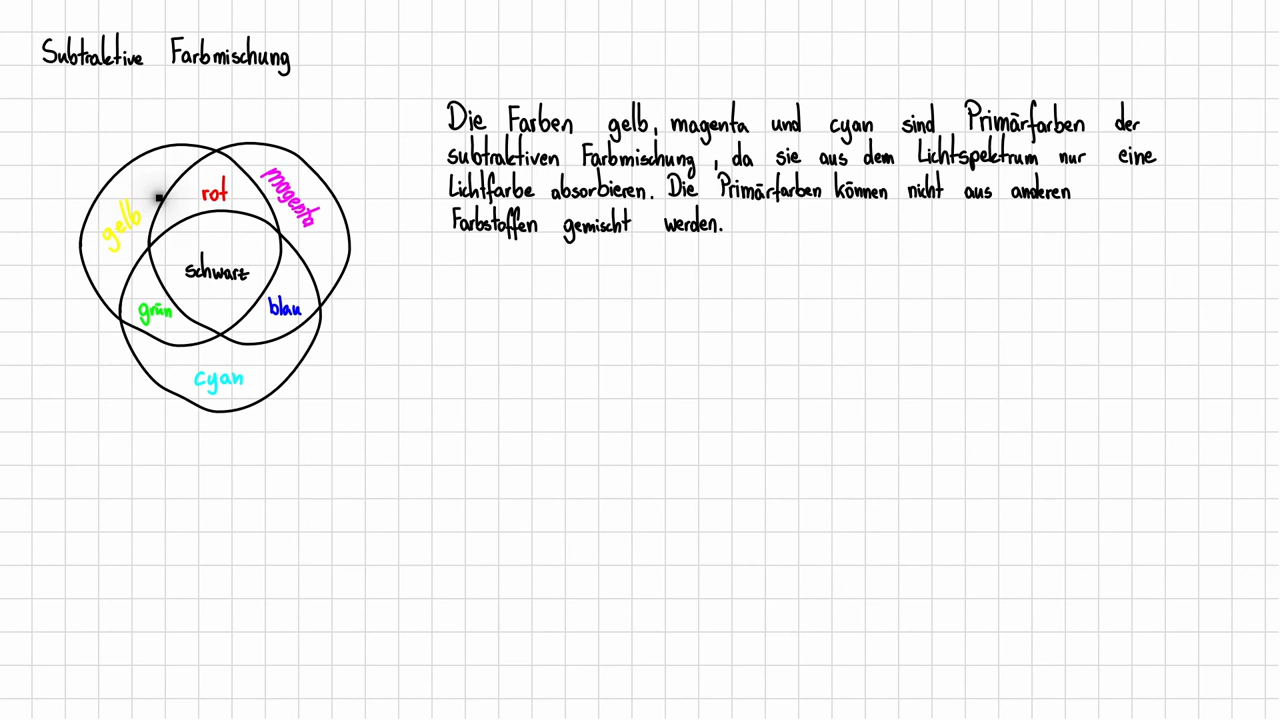 Subtraktive Farbmischung
Die Farben gelb, magenta und cyan sind Primärfarben der
subtraktiven Farbmischung, da sie aus dem Lichtspektrum nur eine
Lichtfarbe absorbieren. Die Primärfarben können nicht aus anderen
Farbstoffen gemischt werden.
gelb
rot
magenta
schwarz
grün
blau
cyan